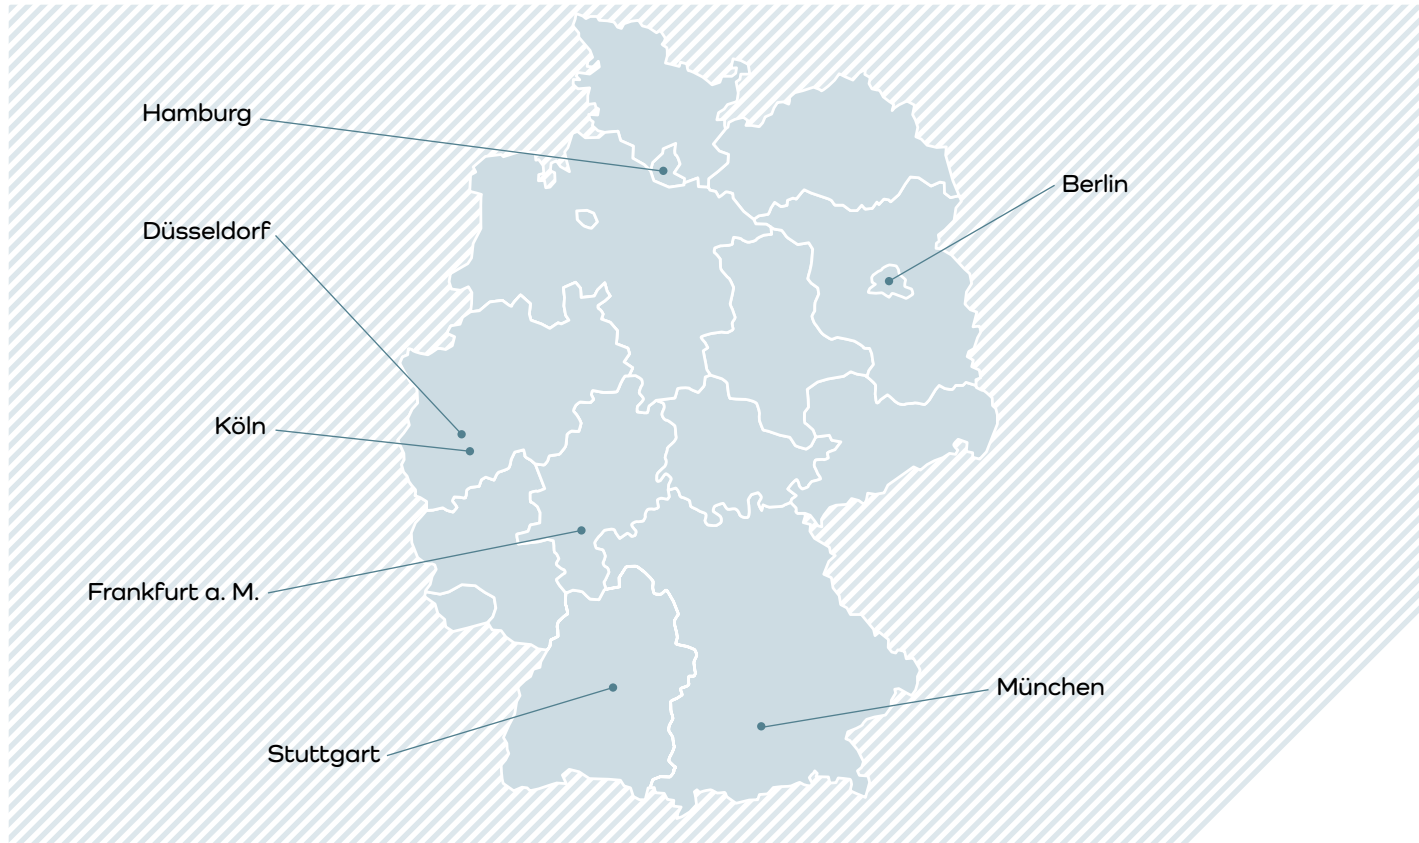 Hamburg
Berlin
Düsseldorf
Köln
Frankfurt a. M.
München
Stuttgart